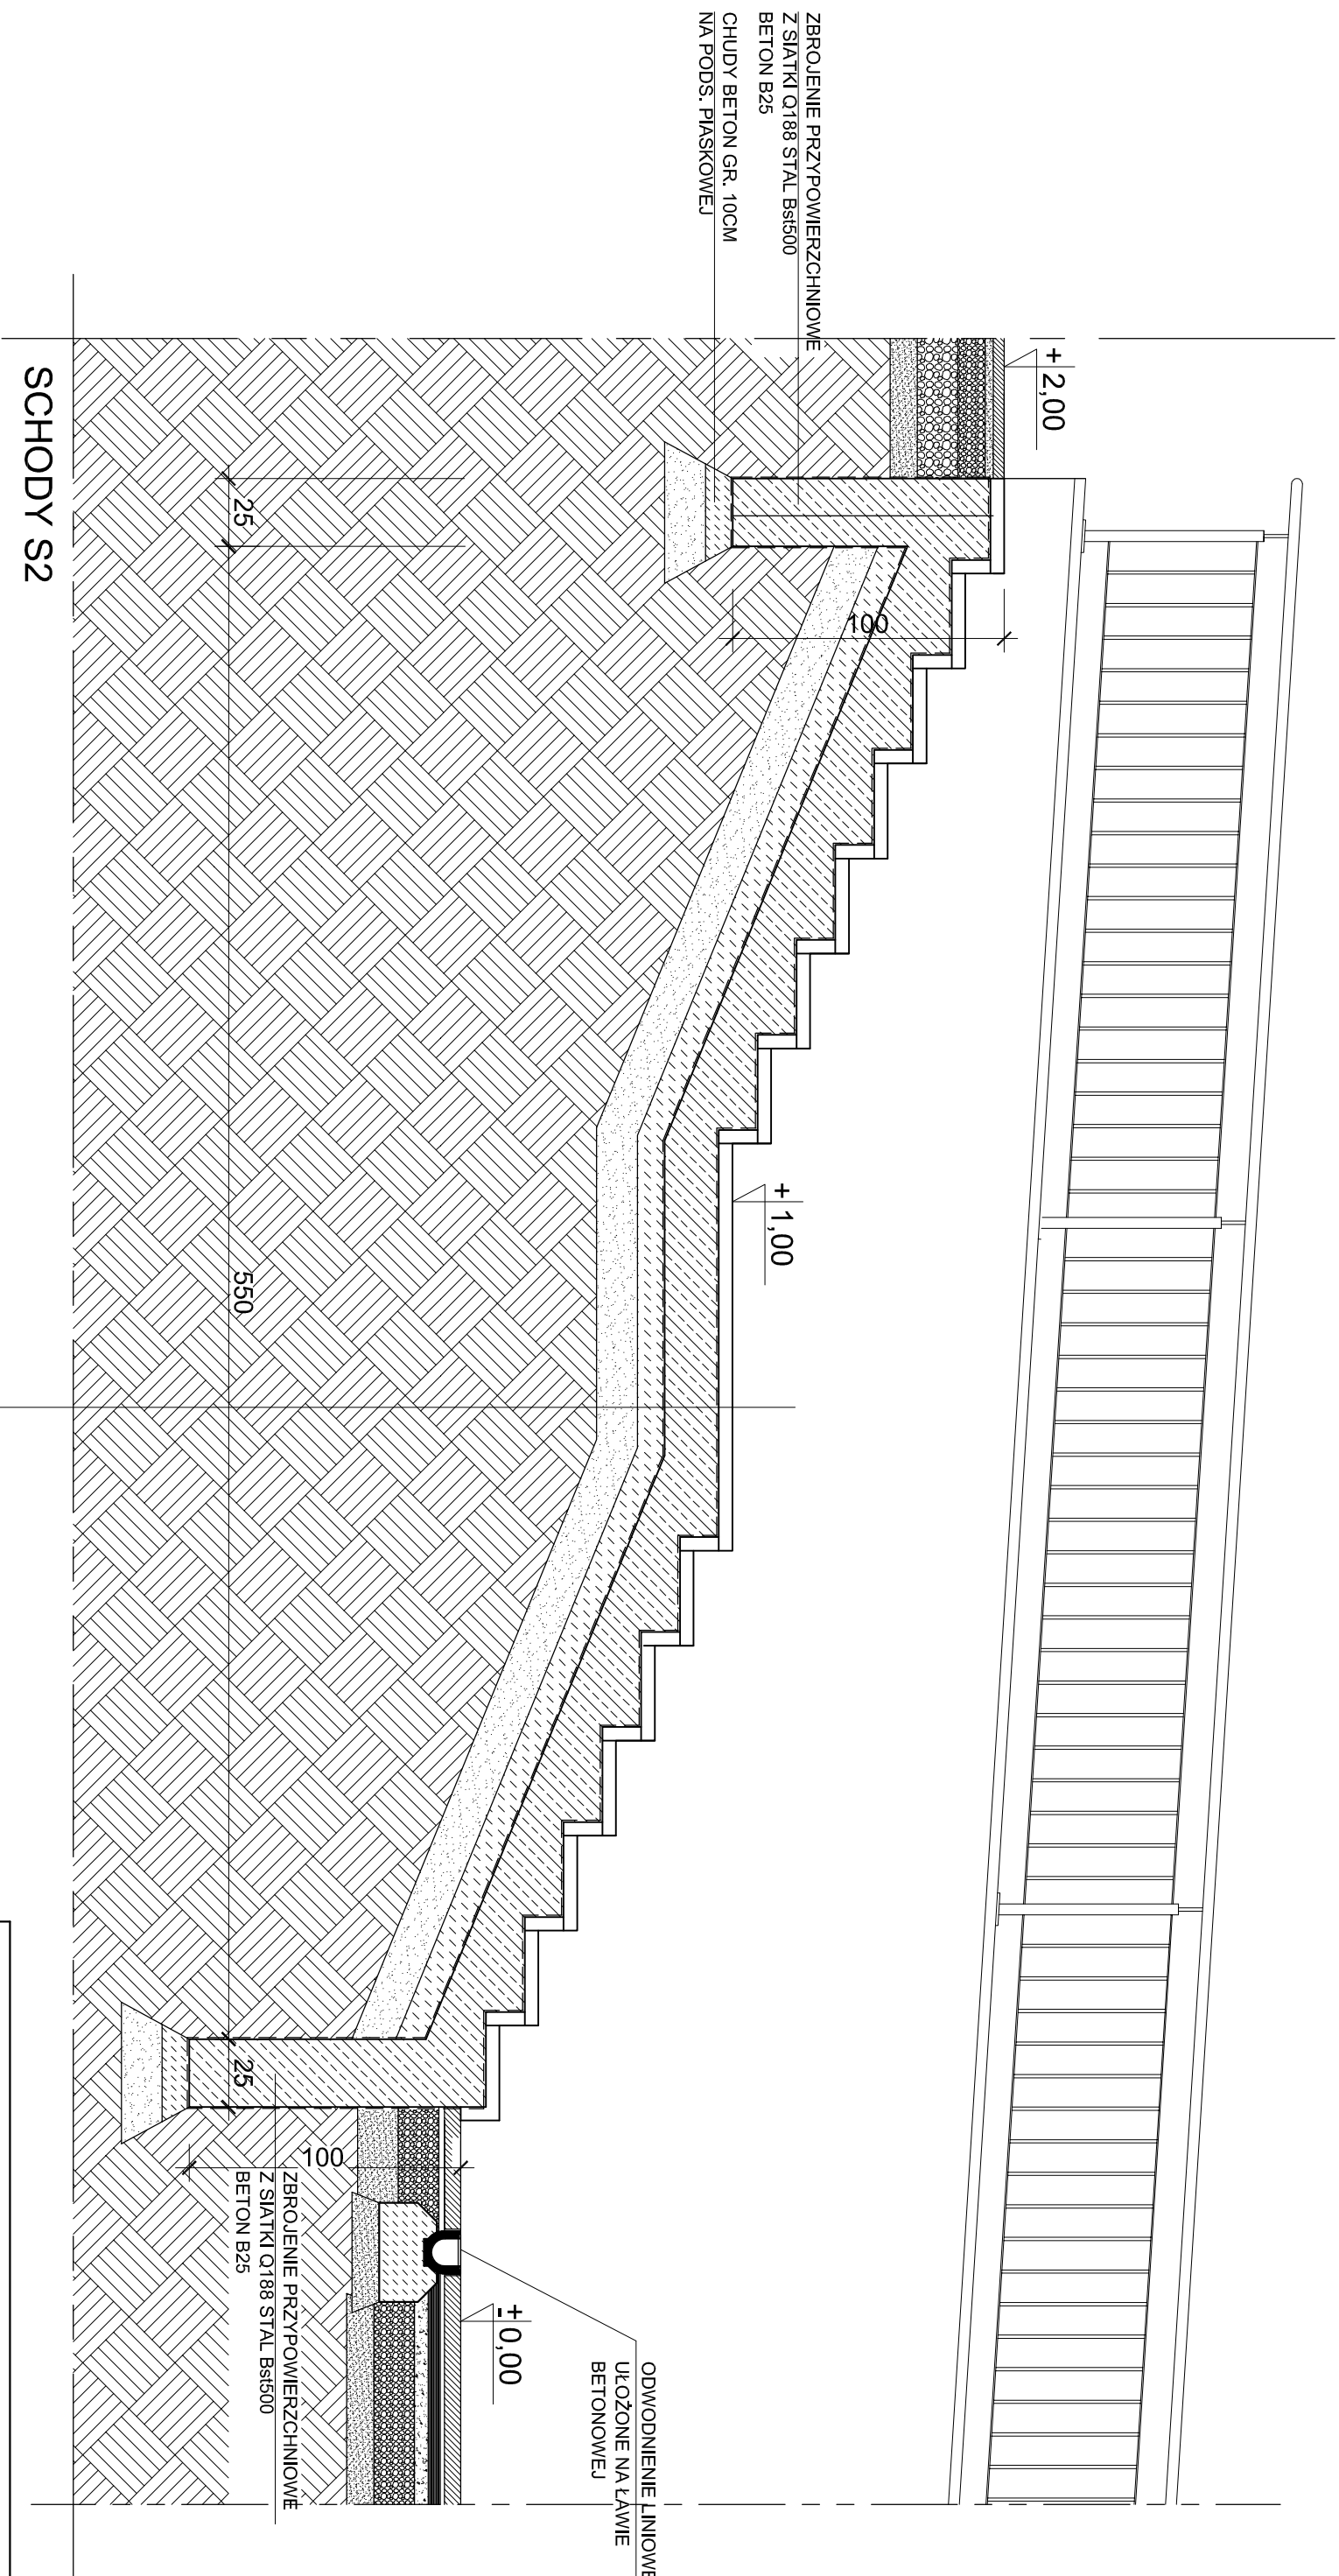 ZBROJENIE PRZYPOWIERZCHNIOWE
Z SIATKI Q188 STAL Bst500
BETON B25
CHUDY BETON GR. 10CM
NA PODS. PIASKOWEJ
+ 2,00
100
+ 1,00
25
550
25
100
± 0,00
ODWODNIENIE LINIOWE
UŁOŻONE NA ŁAWIE
BETONOWEJ
ZBROJENIE PRZYPOWIERZCHNIOWE
Z SIATKI Q188 STAL Bst500
BETON B25
SCHODY S2